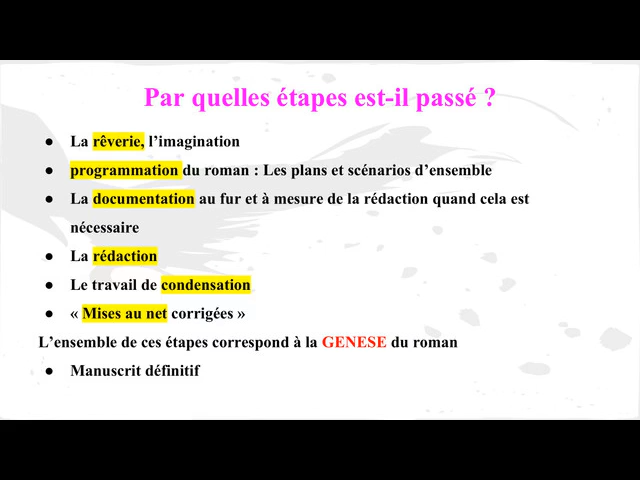 Par quelles étapes est-il passé ?
● La rêverie, l’imagination
● programmation du roman : Les plans et scénarios d’ensemble
● La documentation au fur et à mesure de la rédaction quand cela est
nécessaire
● La rédaction
● Le travail de condensation
● « Mises au net corrigées »
L’ensemble de ces étapes correspond à la GENESE du roman
● Manuscrit définitif